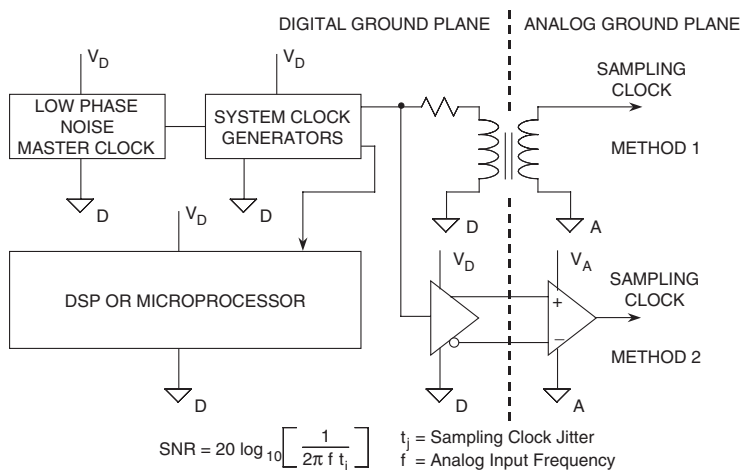 DIGITAL GROUND PLANE
ANALOG GROUND PLANE
V_D
V_D
LOW PHASE
NOISE
MASTER CLOCK
SYSTEM CLOCK
GENERATORS
SAMPLING
CLOCK
METHOD 1
D
D
D
A
V_D
V_D
V_A
DSP OR MICROPROCESSOR
+
−
SAMPLING
CLOCK
METHOD 2
D
D
A
SNR = 20 log_10 [ 1 / 2π f t_j ]
t_j = Sampling Clock Jitter
f = Analog Input Frequency